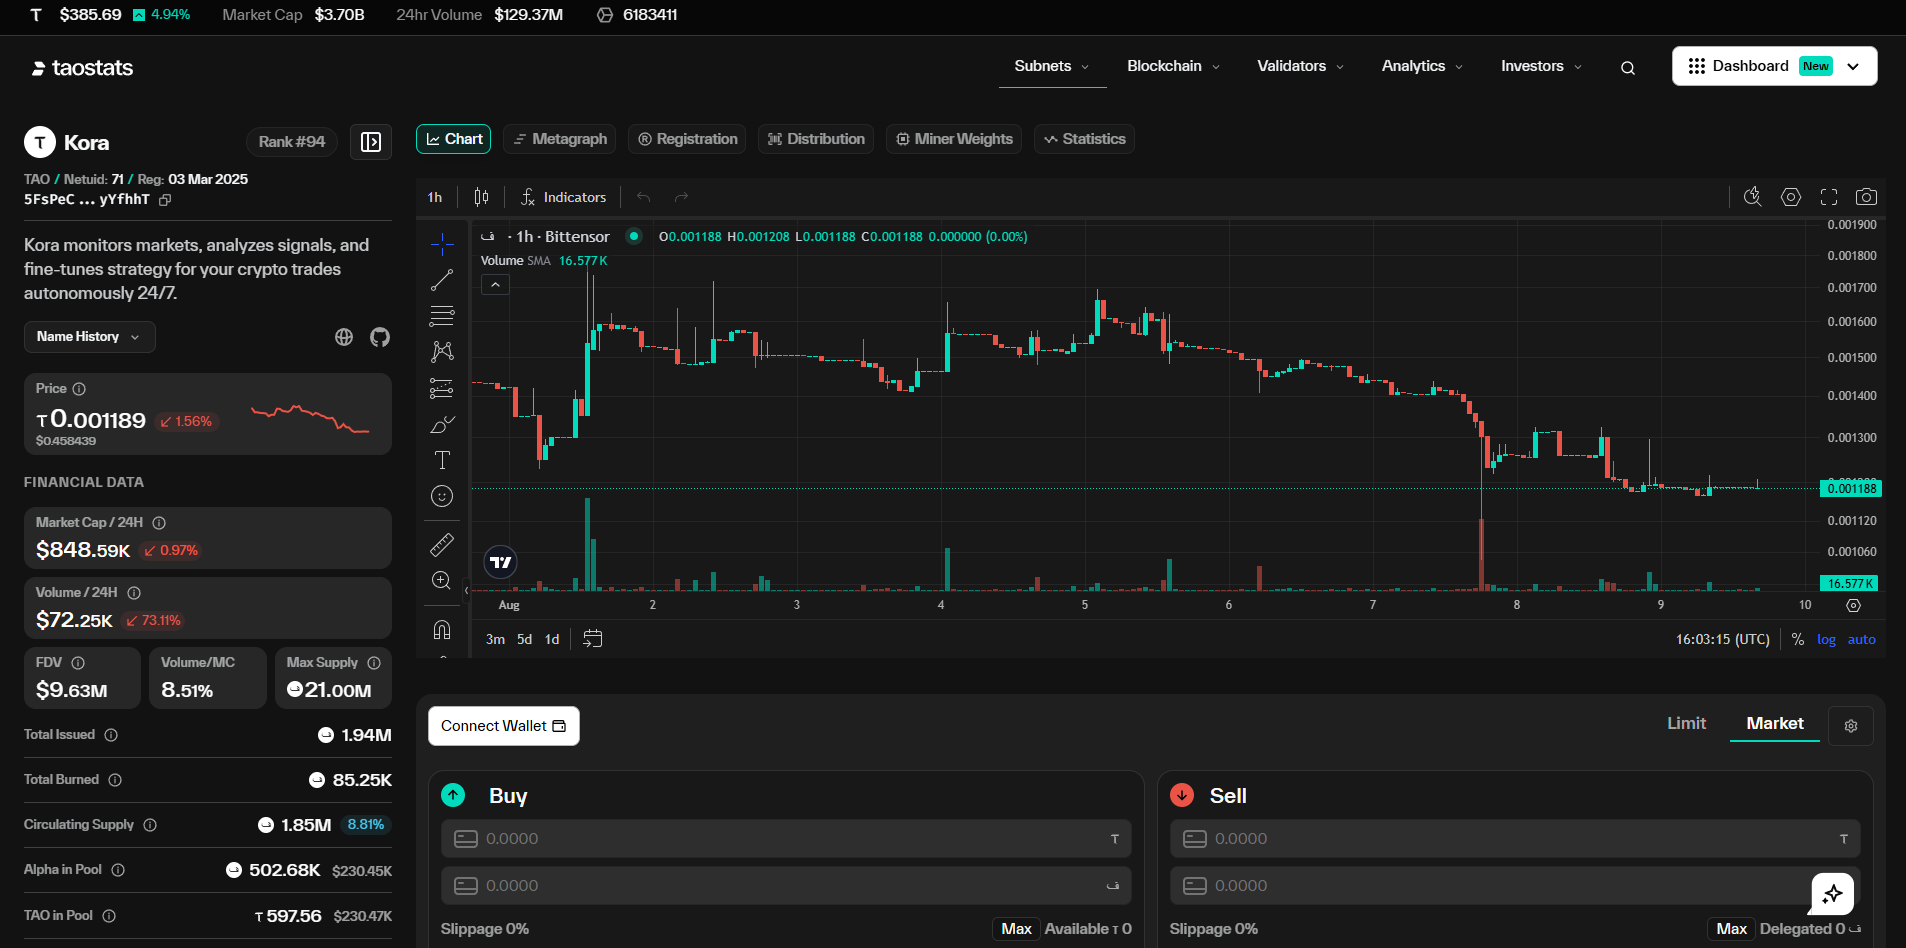 $385.69 4.94% Market Cap $3.70B 24hr Volume $129.37M 6183411
taostats
Subnets Blockchain Validators Analytics Investors Dashboard New
Kora
Rank #94
TAO / Netuid: 71 / Reg: 03 Mar 2025
5FsPeC ... yYfhhT
Kora monitors markets, analyzes signals, and
fine-tunes strategy for your crypto trades
autonomously 24/7.
Name History
Price
τ0.001189 1.56%
$0.458439
FINANCIAL DATA
Market Cap / 24H
$848.59K 0.97%
Volume / 24H
$72.25K 73.11%
FDV
$9.63M
Volume/MC
8.51%
Max Supply
21.00M
Total Issued 1.94M
Total Burned 85.25K
Circulating Supply 1.85M 8.81%
Alpha in Pool 502.68K $230.45K
TAO in Pool τ 597.56 $230.47K
Chart Metagraph Registration Distribution Miner Weights Statistics
1h Indicators
· 1h · Bittensor O0.001188 H0.001208 L0.001188 C0.001188 0.000000 (0.00%)
Volume SMA 16.577K
0.001900
0.001800
0.001700
0.001600
0.001500
0.001400
0.001300
0.001188
0.001120
0.001060
16.577K
Aug 2 3 4 5 6 7 8 9 10
3m 5d 1d
16:03:15 (UTC) % log auto
Connect Wallet
Limit Market
Buy
0.0000 τ
0.0000
Slippage 0% Max Available τ 0
Sell
0.0000 τ
0.0000
Slippage 0% Max Delegated 0